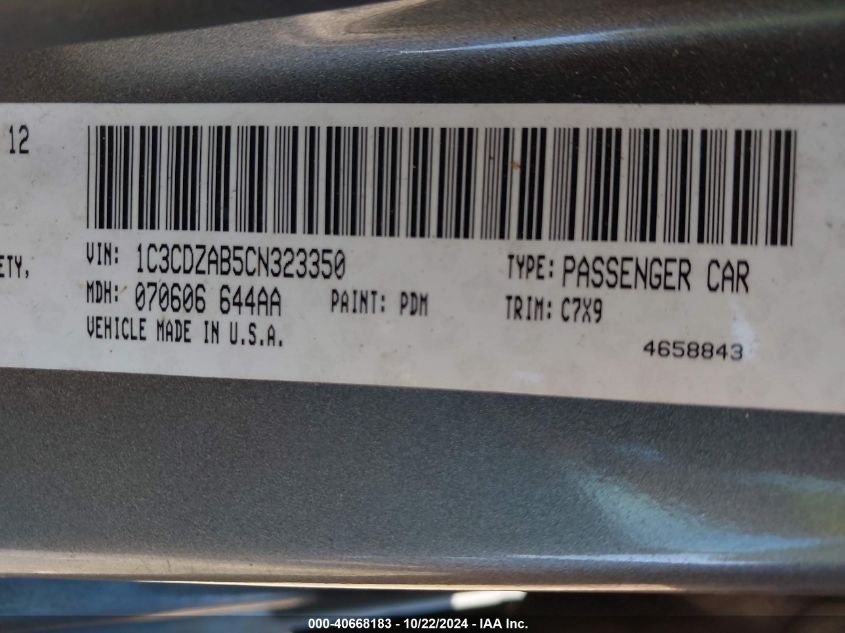 12
ETY,
VIN: 1C3CDZAB5CN323350 TYPE: PASSENGER CAR
MDH: 070606 644AA PAINT: PDM TRIM: C7X9
VEHICLE MADE IN U.S.A.
4658843
000-40668183 - 10/22/2024 - IAA Inc.